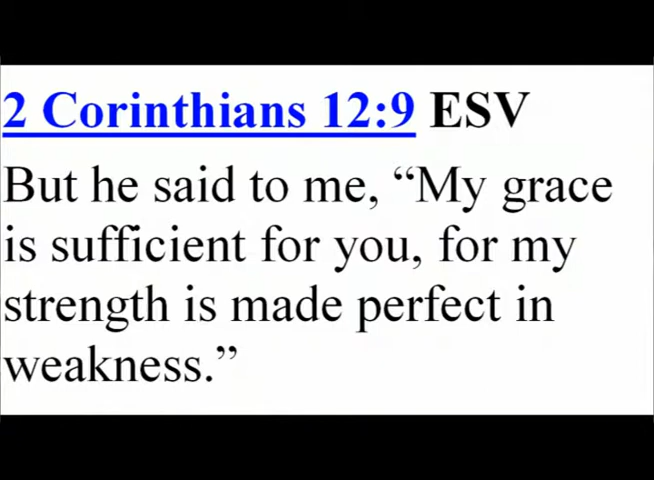 2 Corinthians 12:9 ESV
But he said to me, “My grace
is sufficient for you, for my
strength is made perfect in
weakness.”